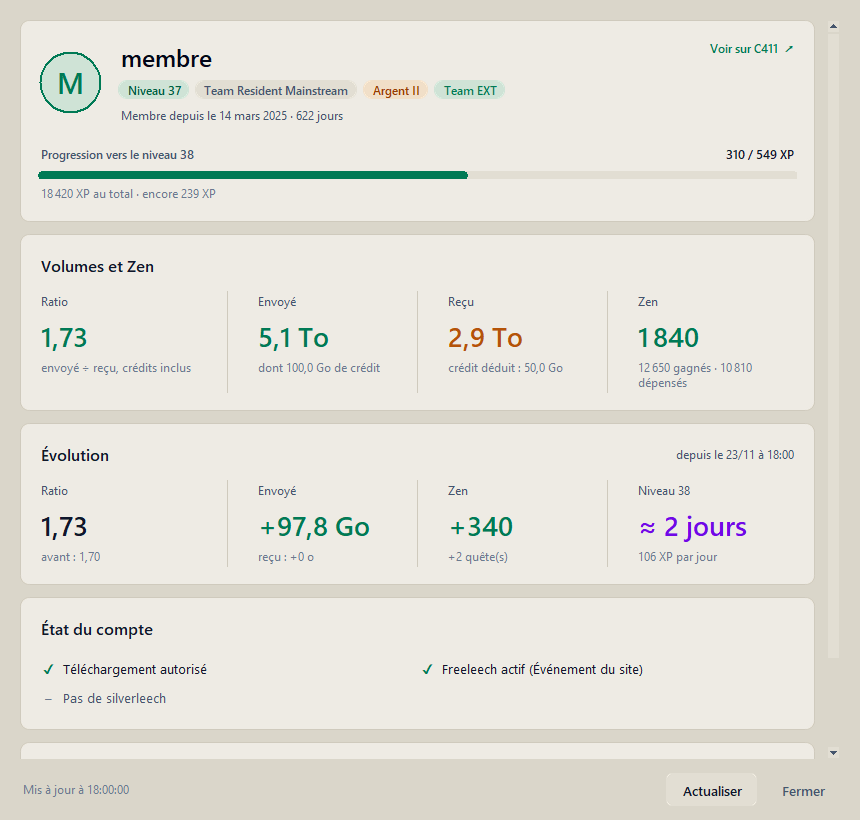 Voir sur C411 ↗
M
membre
Niveau 37 Team Resident Mainstream Argent II Team EXT
Membre depuis le 14 mars 2025 · 622 jours
Progression vers le niveau 38 310 / 549 XP
18 420 XP au total · encore 239 XP
Volumes et Zen
Ratio Envoyé Reçu Zen
1,73 5,1 To 2,9 To 1 840
envoyé ÷ reçu, crédits inclus dont 100,0 Go de crédit crédit déduit : 50,0 Go 12 650 gagnés · 10 810
dépensés
Évolution depuis le 23/11 à 18:00
Ratio Envoyé Zen Niveau 38
1,73 +97,8 Go +340 ≈ 2 jours
avant : 1,70 reçu : +0 o +2 quête(s) 106 XP par jour
État du compte
✓ Téléchargement autorisé ✓ Freeleech actif (Événement du site)
– Pas de silverleech
Mis à jour à 18:00:00 Actualiser Fermer